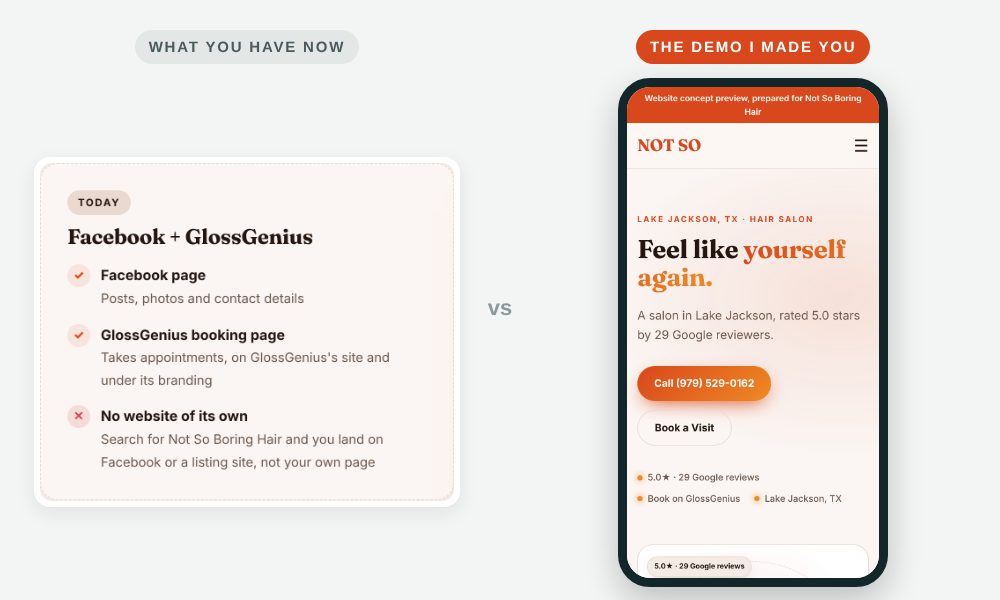 WHAT YOU HAVE NOW
TODAY
Facebook + GlossGenius
Facebook page
Posts, photos and contact details
GlossGenius booking page
Takes appointments, on GlossGenius's site and
under its branding
No website of its own
Search for Not So Boring Hair and you land on
Facebook or a listing site, not your own page
vs
THE DEMO I MADE YOU
Website concept preview, prepared for Not So Boring
Hair
NOT SO
LAKE JACKSON, TX · HAIR SALON
Feel like yourself
again.
A salon in Lake Jackson, rated 5.0 stars
by 29 Google reviewers.
Call (979) 529-0162
Book a Visit
5.0★ · 29 Google reviews
Book on GlossGenius
Lake Jackson, TX
5.0★ · 29 Google reviews